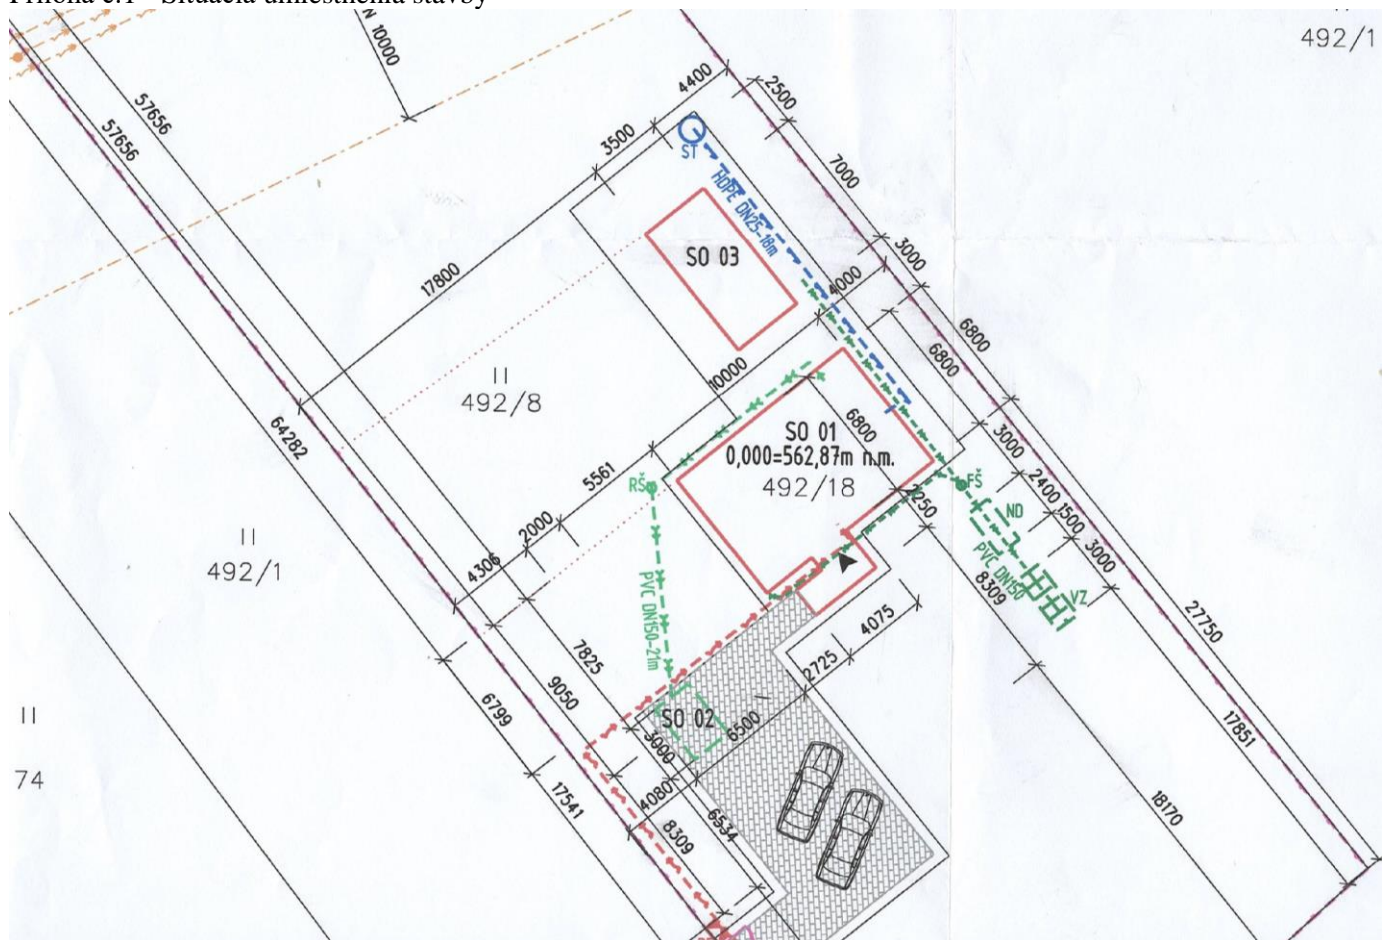 Príloha č.1 - Situácia umiestnenia stavby
492/1
N 10000
57656
57656
4400
2500
3500
ST
7000
HDPE DN25-18m
SO 03
3000
17800
4000
6800
6800
10000
II
492/8
6800
SO 01
0,000=562,87m n.m.
492/18
3000
64282
5561
RŠ
FŠ
2400
2250
ND
1500
2000
II
492/1
4306
PVC DN150
3000
8309
VZ
PVC DN150-21m
4075
27750
7825
2725
9050
II
6799
SO 02
6500
3000
17851
74
17541
4080
6534
8309
18170